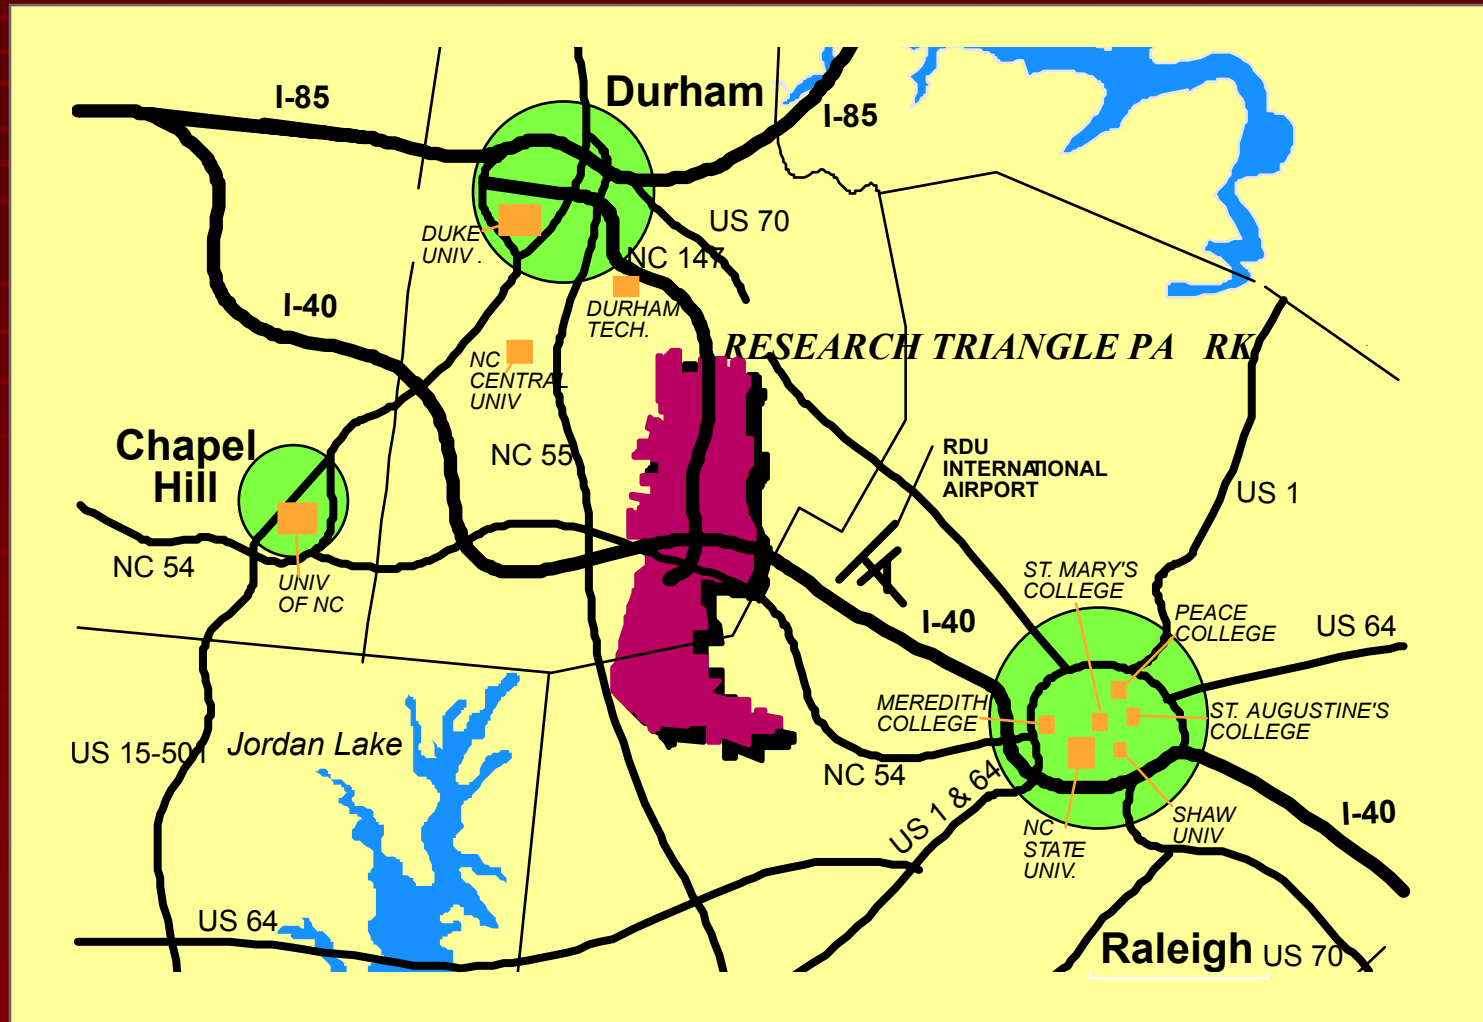 Durham
I-85
I-85
US 70
DUKE
UNIV .
NC 147
I-40
DURHAM
TECH.
RESEARCH TRIANGLE PA RK
NC
CENTRAL
UNIV
Chapel
Hill
NC 55
RDU
INTERNATIONAL
AIRPORT
US 1
NC 54
UNIV
OF NC
ST. MARY'S
COLLEGE
PEACE
COLLEGE
I-40
US 64
MEREDITH
COLLEGE
ST. AUGUSTINE'S
COLLEGE
US 15-501
Jordan Lake
NC 54
US 1 & 64
SHAW
UNIV
I-40
NC
STATE
UNIV.
US 64
Raleigh
US 70